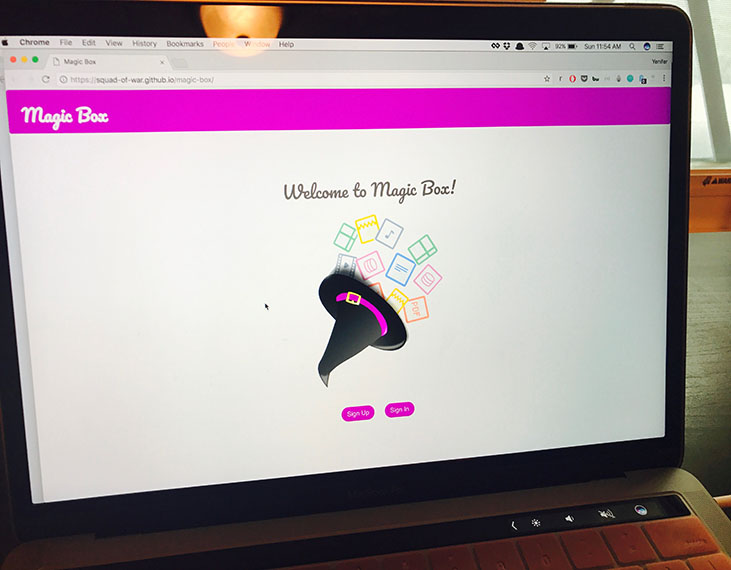 Chrome File Edit View History Bookmarks People Window Help
92% Sun 11:54 AM
Magic Box
Yenifer
https://squad-of-war.github.io/magic-box/
Magic Box
Welcome to Magic Box!
PDF
Sign Up Sign In
MacBook Pro